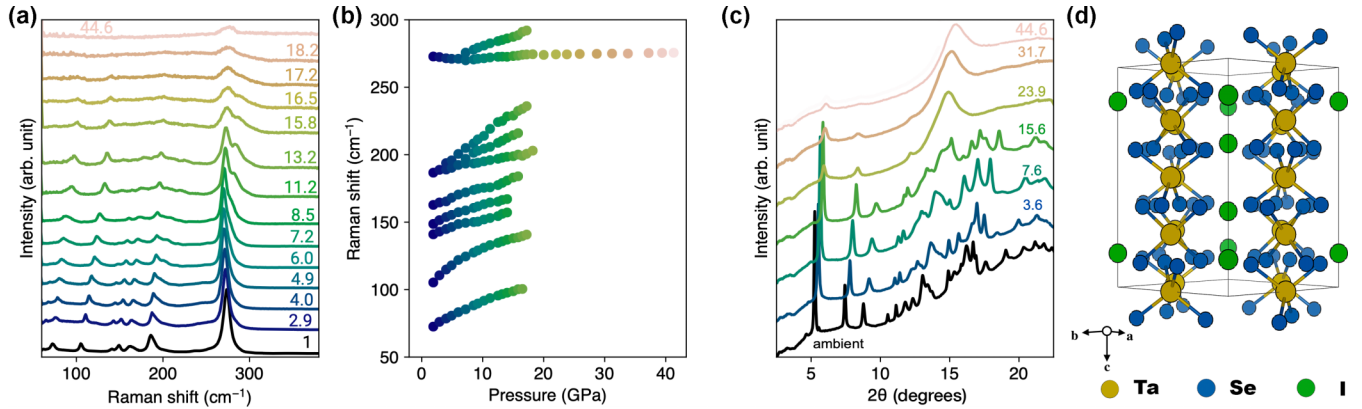 (a)
44.6
18.2
17.2
16.5
15.8
13.2
11.2
8.5
7.2
6.0
4.9
4.0
2.9
1
Intensity (arb. unit)
100
200
300
Raman shift (cm⁻¹)
(b)
300
250
200
150
100
50
Raman shift (cm⁻¹)
0
10
20
30
40
Pressure (GPa)
(c)
44.6
31.7
23.9
15.6
7.6
3.6
ambient
Intensity (arb. unit)
5
10
15
20
2θ (degrees)
(d)
b
a
c
Ta
Se
I